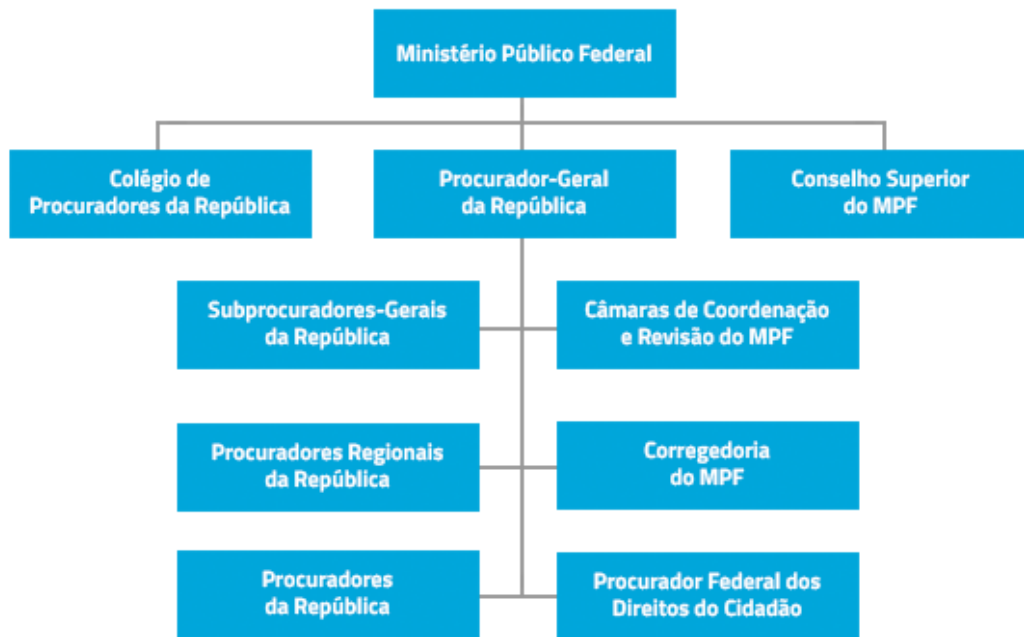 Ministério Público Federal
Colégio de
Procuradores da República
Procurador-Geral
da República
Conselho Superior
do MPF
Subprocuradores-Gerais
da República
Câmaras de Coordenação
e Revisão do MPF
Procuradores Regionais
da República
Corregedoria
do MPF
Procuradores
da República
Procurador Federal dos
Direitos do Cidadão